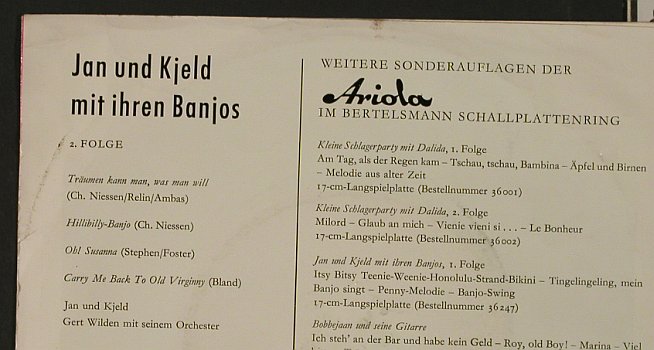 Jan und Kjeld
mit ihren Banjos
2. FOLGE
Träumen kann man, was man will
(Ch. Niessen/Relin/Ambas)
Hillibilly-Banjo (Ch. Niessen)
Oh! Susanna (Stephen/Foster)
Carry Me Back To Old Virginny (Bland)
Jan und Kjeld
Gert Wilden mit seinem Orchester
WEITERE SONDERAUFLAGEN DER
Ariola
IM BERTELSMANN SCHALLPLATTENRING
Kleine Schlagerparty mit Dalida, 1. Folge
Am Tag, als der Regen kam – Tschau, tschau, Bambina – Äpfel und Birnen
– Melodie aus alter Zeit
17-cm-Langspielplatte (Bestellnummer 36001)
Kleine Schlagerparty mit Dalida, 2. Folge
Milord – Glaub an mich – Vienie vieni si . . . – Le Bonheur
17-cm-Langspielplatte (Bestellnummer 36002)
Jan und Kjeld mit ihren Banjos, 1. Folge
Itsy Bitsy Teenie-Weenie-Honolulu-Strand-Bikini – Tingelingeling, mein
Banjo singt – Penny-Melodie – Banjo-Swing
17-cm-Langspielplatte (Bestellnummer 36247)
Bobbejaan und seine Gitarre
Ich steh' an der Bar und habe kein Geld – Roy, old Boy! – Marina – Viel